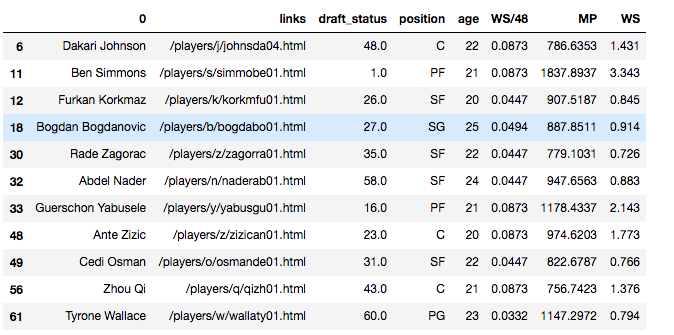 0 links draft_status position age WS/48 MP WS
6 Dakari Johnson /players/j/johnsda04.html 48.0 C 22 0.0873 786.6353 1.431
11 Ben Simmons /players/s/simmobe01.html 1.0 PF 21 0.0873 1837.8937 3.343
12 Furkan Korkmaz /players/k/korkmfu01.html 26.0 SF 20 0.0447 907.5187 0.845
18 Bogdan Bogdanovic /players/b/bogdabo01.html 27.0 SG 25 0.0494 887.8511 0.914
30 Rade Zagorac /players/z/zagorra01.html 35.0 SF 22 0.0447 779.1031 0.726
32 Abdel Nader /players/n/naderab01.html 58.0 SF 24 0.0447 947.6563 0.883
33 Guerschon Yabusele /players/y/yabusgu01.html 16.0 PF 21 0.0873 1178.4337 2.143
48 Ante Zizic /players/z/zizican01.html 23.0 C 20 0.0873 974.6203 1.773
49 Cedi Osman /players/o/osmande01.html 31.0 SF 22 0.0447 822.6787 0.766
56 Zhou Qi /players/q/qizh01.html 43.0 C 21 0.0873 756.7423 1.376
61 Tyrone Wallace /players/w/wallaty01.html 60.0 PG 23 0.0332 1147.2972 0.794